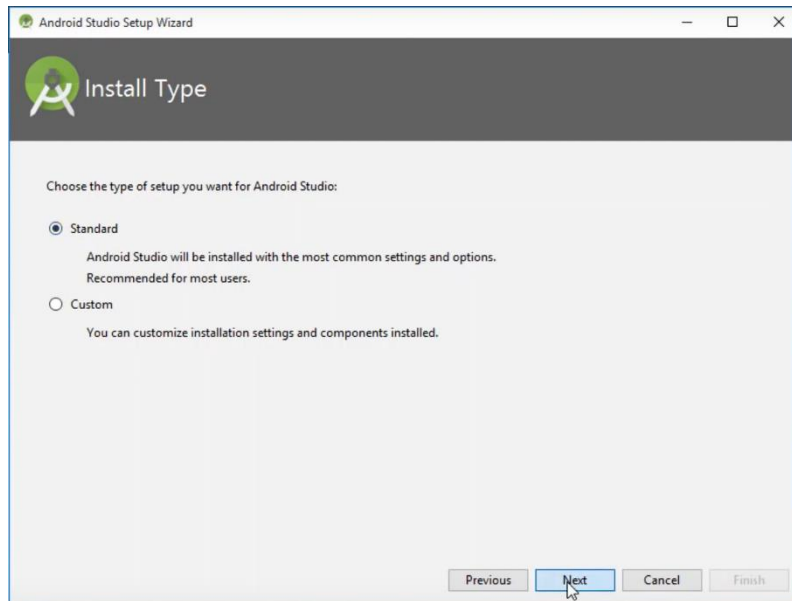 Android Studio Setup Wizard
Install Type
Choose the type of setup you want for Android Studio:
Standard
Android Studio will be installed with the most common settings and options.
Recommended for most users.
Custom
You can customize installation settings and components installed.
Previous Next Cancel Finish